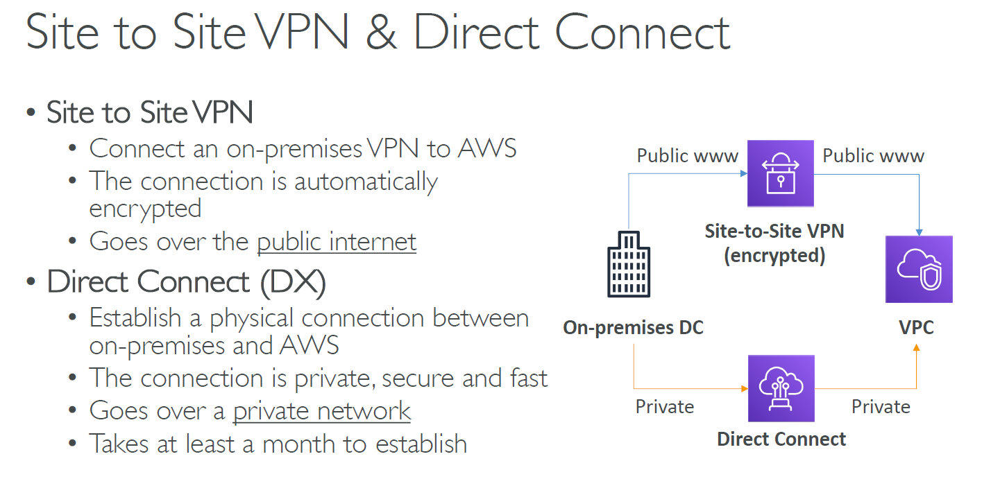 Site to Site VPN & Direct Connect
• Site to Site VPN
• Connect an on-premises VPN to AWS
• The connection is automatically
encrypted
• Goes over the public internet
• Direct Connect (DX)
• Establish a physical connection between
on-premises and AWS
• The connection is private, secure and fast
• Goes over a private network
• Takes at least a month to establish
Public www
Public www
Site-to-Site VPN
(encrypted)
On-premises DC
VPC
Private
Private
Direct Connect